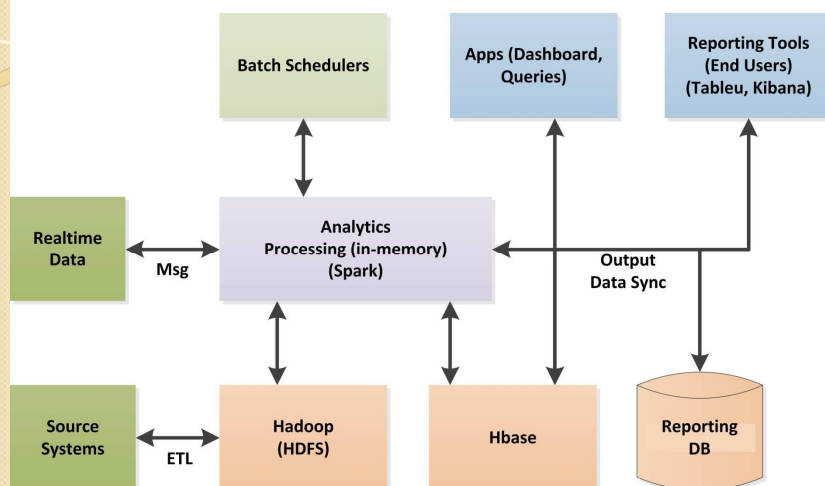 Batch Schedulers
Apps (Dashboard,
Queries)
Reporting Tools
(End Users)
(Tableu, Kibana)
Realtime
Data
Msg
Analytics
Processing (in-memory)
(Spark)
Output
Data Sync
Source
Systems
ETL
Hadoop
(HDFS)
Hbase
Reporting
DB